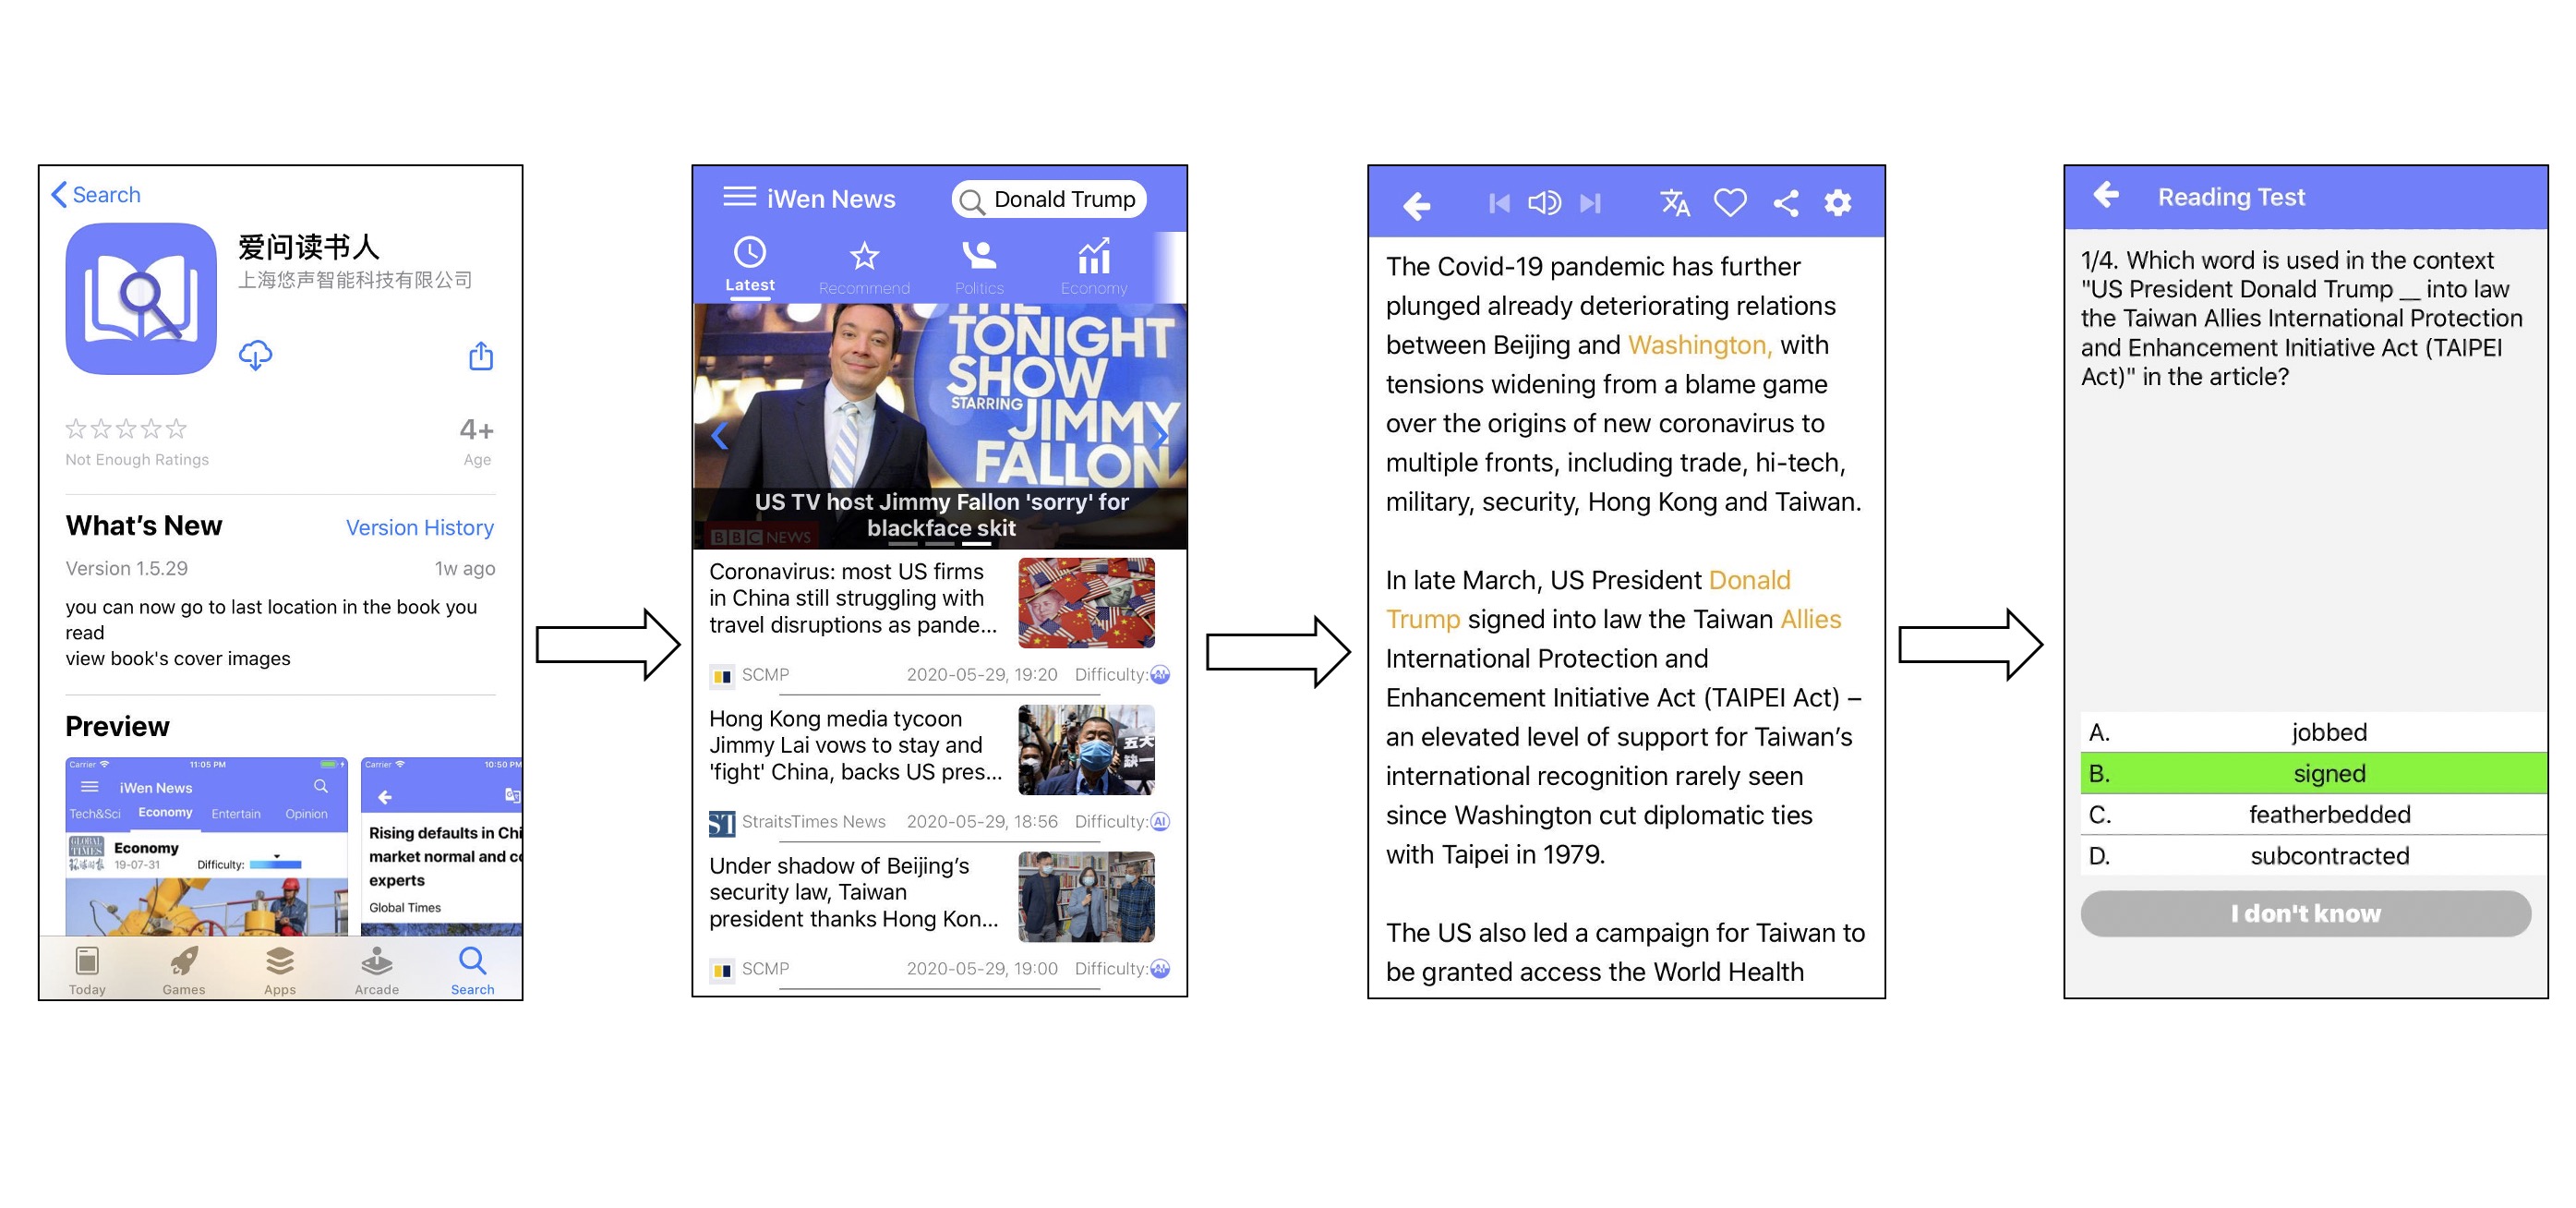 Search
爱问读书人
上海悠声智能科技有限公司
Not Enough Ratings
4+
Age
What's New
Version History
Version 1.5.29
1w ago
you can now go to last location in the book you
read
view book's cover images
Preview
Carrier
11:05 PM
iWen News
Tech&Sci
Economy
Entertain
Opinion
GLOBAL
TIMES
Economy
19-07-31
Difficulty:
Carrier
10:50 PM
Rising defaults in Chi
market normal and co
experts
Global Times
Today
Games
Apps
Arcade
Search
iWen News
Donald Trump
Latest
Recommend
Politics
Economy
THE
TONIGHT
SHOW
STARRING
JIMMY
FALLON
US TV host Jimmy Fallon 'sorry' for
blackface skit
BBC NEWS
Coronavirus: most US firms
in China still struggling with
travel disruptions as pande...
SCMP
2020-05-29, 19:20
Difficulty:
AI
Hong Kong media tycoon
Jimmy Lai vows to stay and
'fight' China, backs US pres...
五大
缺一
ST
StraitsTimes News
2020-05-29, 18:56
Difficulty:
AI
Under shadow of Beijing's
security law, Taiwan
president thanks Hong Kon...
SCMP
2020-05-29, 19:00
Difficulty:
AI
The Covid-19 pandemic has further
plunged already deteriorating relations
between Beijing and Washington, with
tensions widening from a blame game
over the origins of new coronavirus to
multiple fronts, including trade, hi-tech,
military, security, Hong Kong and Taiwan.
In late March, US President Donald
Trump signed into law the Taiwan Allies
International Protection and
Enhancement Initiative Act (TAIPEI Act) –
an elevated level of support for Taiwan's
international recognition rarely seen
since Washington cut diplomatic ties
with Taipei in 1979.
The US also led a campaign for Taiwan to
be granted access the World Health
Reading Test
1/4. Which word is used in the context
"US President Donald Trump __ into law
the Taiwan Allies International Protection
and Enhancement Initiative Act (TAIPEI
Act)" in the article?
A. jobbed
B. signed
C. featherbedded
D. subcontracted
I don't know